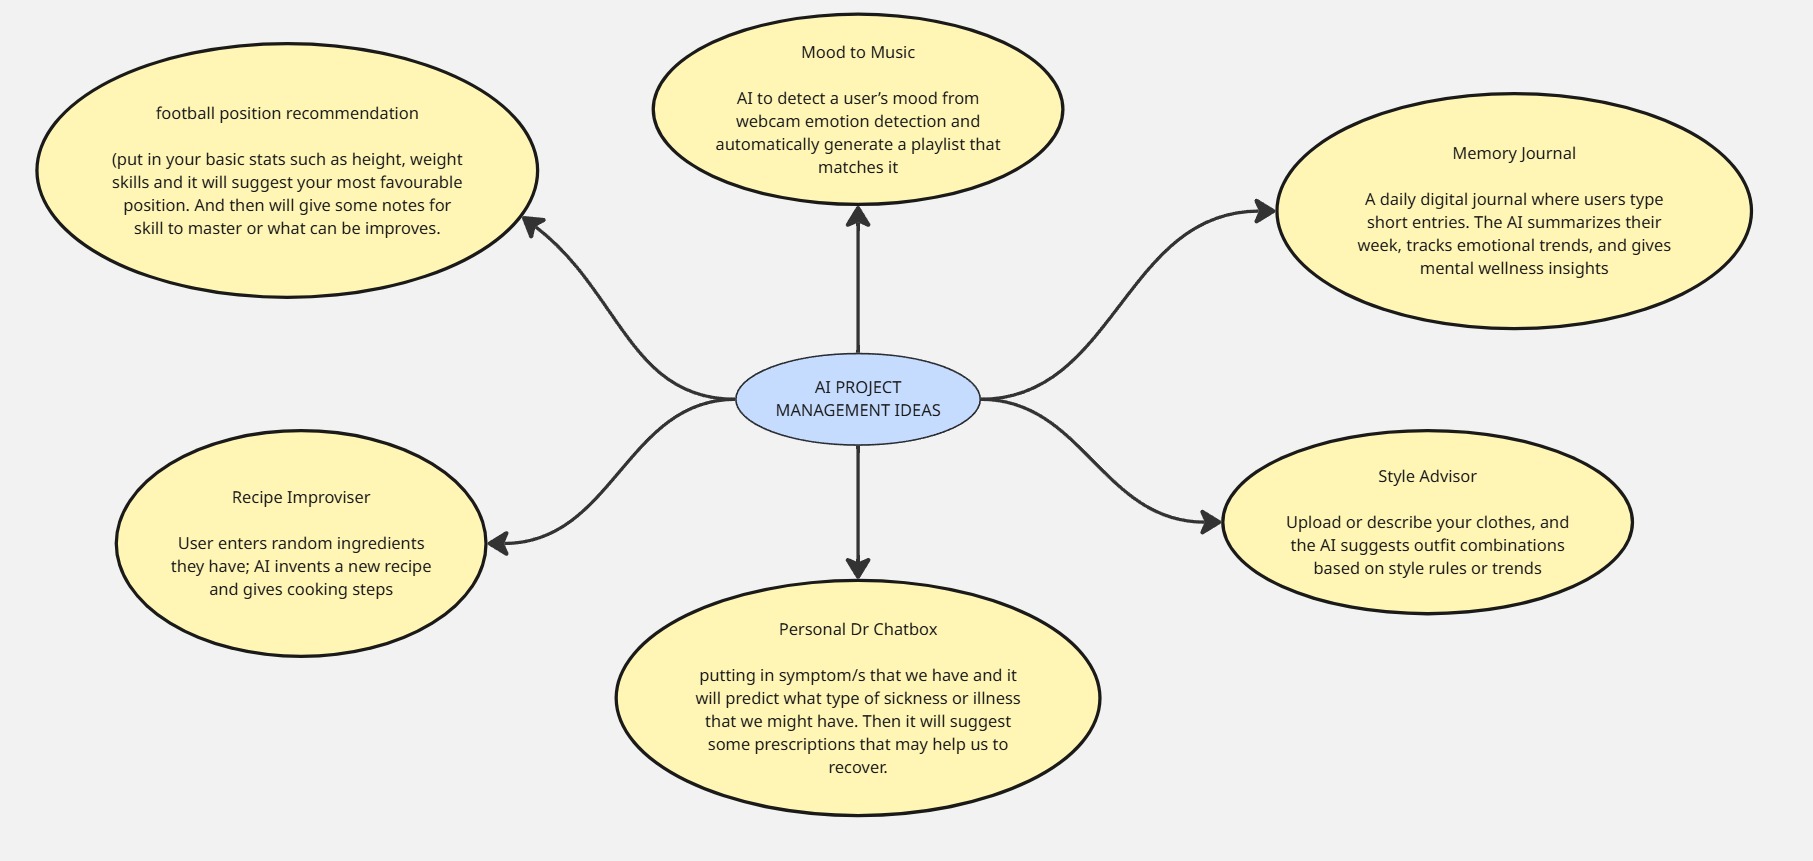 football position recommendation
(put in your basic stats such as height, weight
skills and it will suggest your most favourable
position. And then will give some notes for
skill to master or what can be improves.
Mood to Music
AI to detect a user’s mood from
webcam emotion detection and
automatically generate a playlist that
matches it
Memory Journal
A daily digital journal where users type
short entries. The AI summarizes their
week, tracks emotional trends, and gives
mental wellness insights
AI PROJECT
MANAGEMENT IDEAS
Recipe Improviser
User enters random ingredients
they have; AI invents a new recipe
and gives cooking steps
Personal Dr Chatbox
putting in symptom/s that we have and it
will predict what type of sickness or illness
that we might have. Then it will suggest
some prescriptions that may help us to
recover.
Style Advisor
Upload or describe your clothes, and
the AI suggests outfit combinations
based on style rules or trends